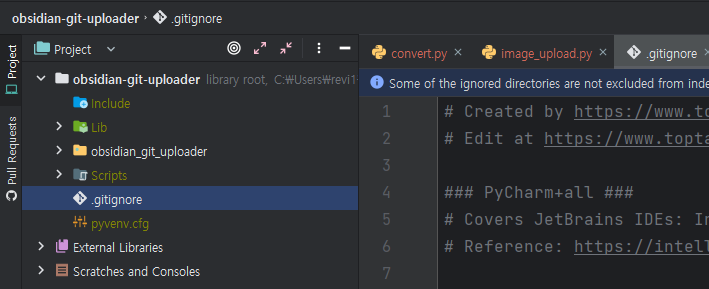 obsidian-git-uploader › .gitignore
Project
Pull Requests
Project
convert.py
image_upload.py
.gitignore
obsidian-git-uploader library root, C:₩Users₩revi1
Include
Lib
obsidian_git_uploader
Scripts
.gitignore
pyvenv.cfg
External Libraries
Scratches and Consoles
Some of the ignored directories are not excluded from inde
1 # Created by https://www.to
2 # Edit at https://www.topta
3
4 ### PyCharm+all ###
5 # Covers JetBrains IDEs: In
6 # Reference: https://intell
7